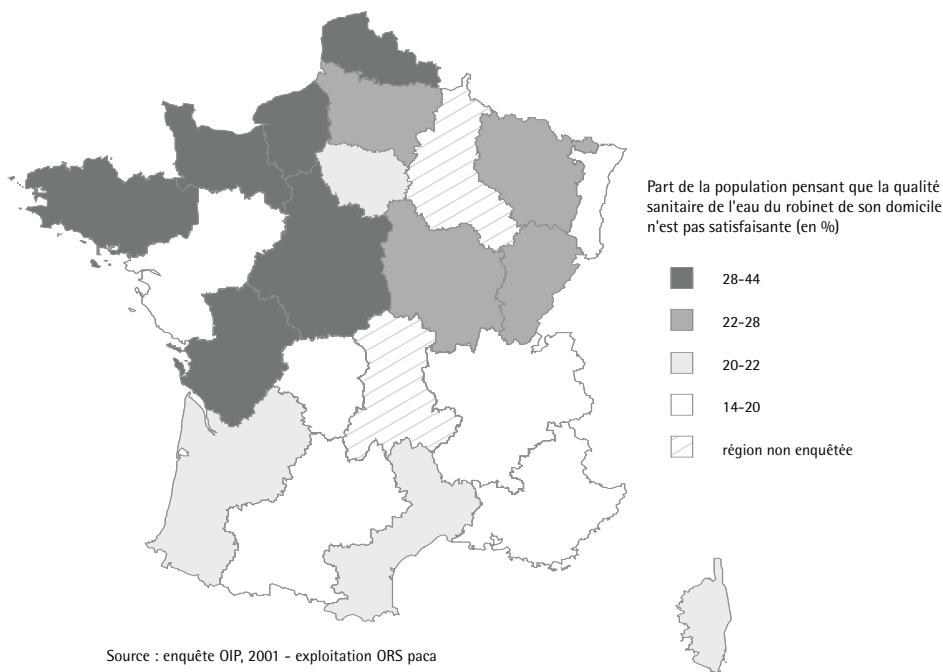 Part de la population pensant que la qualité
sanitaire de l'eau du robinet de son domicile
n'est pas satisfaisante (en %)
28-44
22-28
20-22
14-20
région non enquêtée
Source : enquête OIP, 2001 - exploitation ORS paca